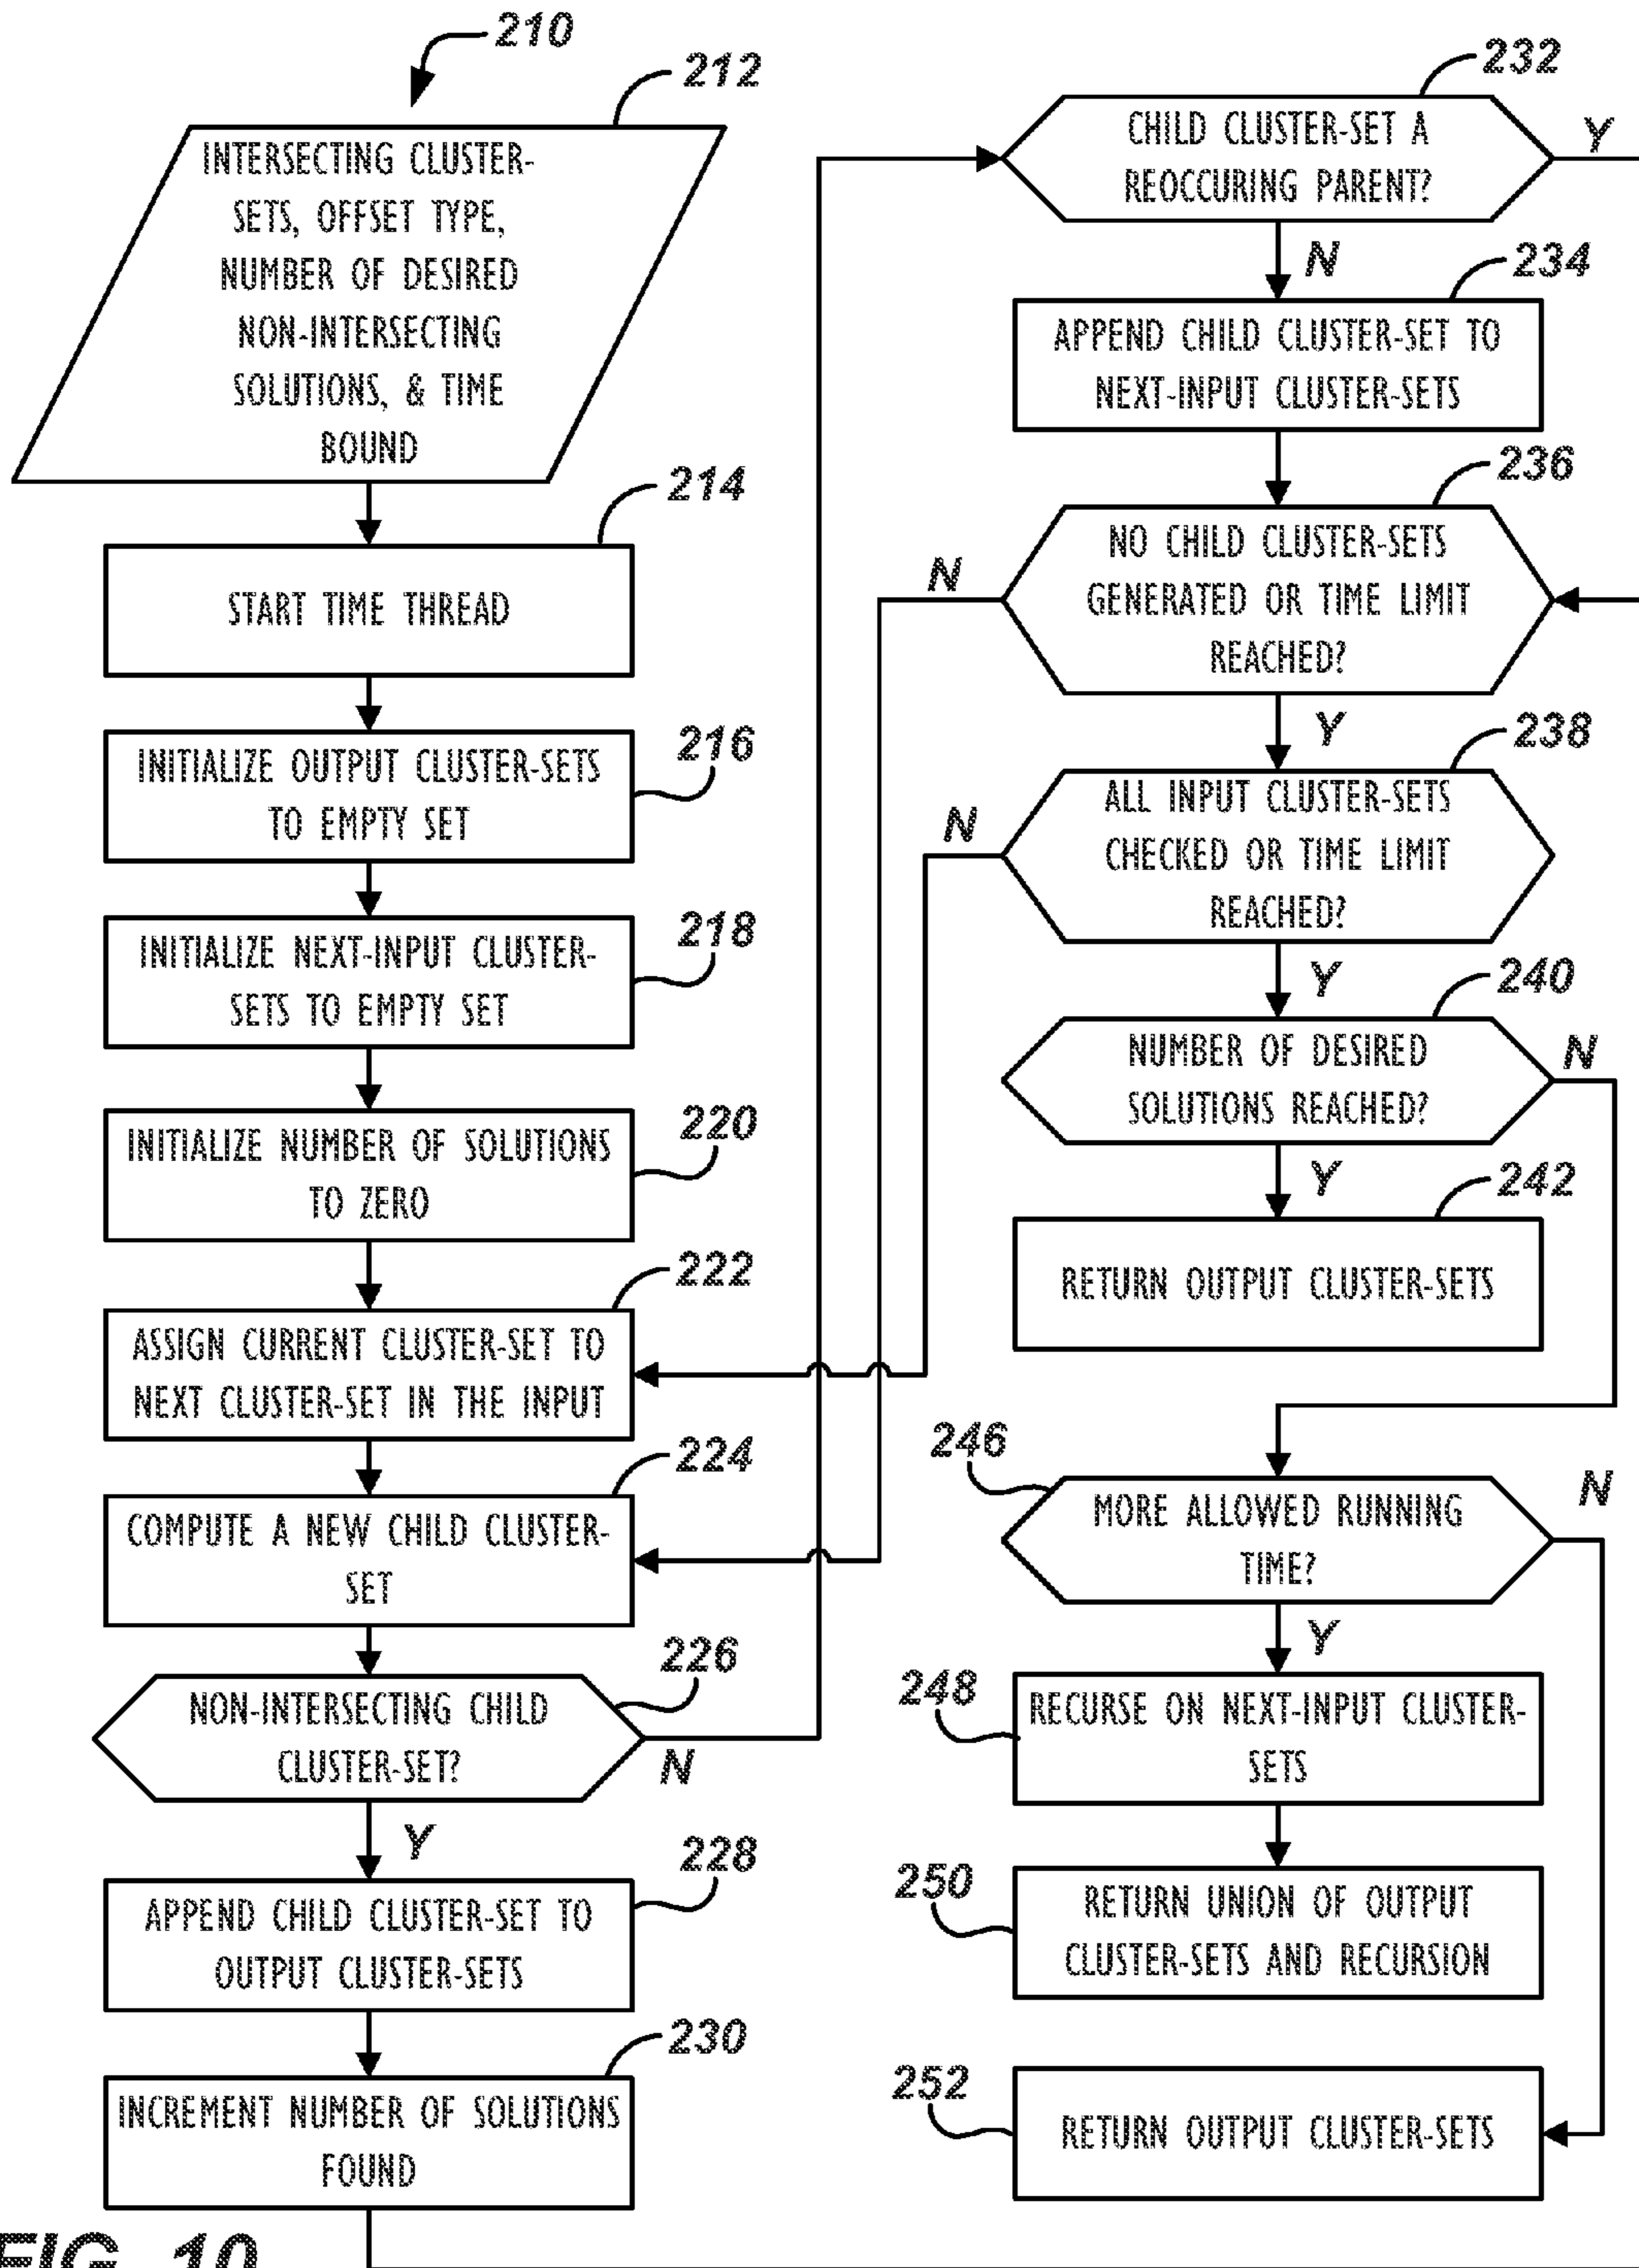 210
212
INTERSECTING CLUSTER-
SETS, OFFSET TYPE,
NUMBER OF DESIRED
NON-INTERSECTING
SOLUTIONS, & TIME
BOUND
214
START TIME THREAD
216
INITIALIZE OUTPUT CLUSTER-SETS
TO EMPTY SET
218
INITIALIZE NEXT-INPUT CLUSTER-
SETS TO EMPTY SET
220
INITIALIZE NUMBER OF SOLUTIONS
TO ZERO
222
ASSIGN CURRENT CLUSTER-SET TO
NEXT CLUSTER-SET IN THE INPUT
224
COMPUTE A NEW CHILD CLUSTER-
SET
226
NON-INTERSECTING CHILD
CLUSTER-SET?
N
Y
228
APPEND CHILD CLUSTER-SET TO
OUTPUT CLUSTER-SETS
230
INCREMENT NUMBER OF SOLUTIONS
FOUND
232
CHILD CLUSTER-SET A
REOCCURING PARENT?
Y
N
234
APPEND CHILD CLUSTER-SET TO
NEXT-INPUT CLUSTER-SETS
236
NO CHILD CLUSTER-SETS
GENERATED OR TIME LIMIT
REACHED?
N
Y
238
ALL INPUT CLUSTER-SETS
CHECKED OR TIME LIMIT
REACHED?
N
Y
240
NUMBER OF DESIRED
SOLUTIONS REACHED?
N
Y
242
RETURN OUTPUT CLUSTER-SETS
246
MORE ALLOWED RUNNING
TIME?
N
Y
248
RECURSE ON NEXT-INPUT CLUSTER-
SETS
250
RETURN UNION OF OUTPUT
CLUSTER-SETS AND RECURSION
252
RETURN OUTPUT CLUSTER-SETS
FIG. 10